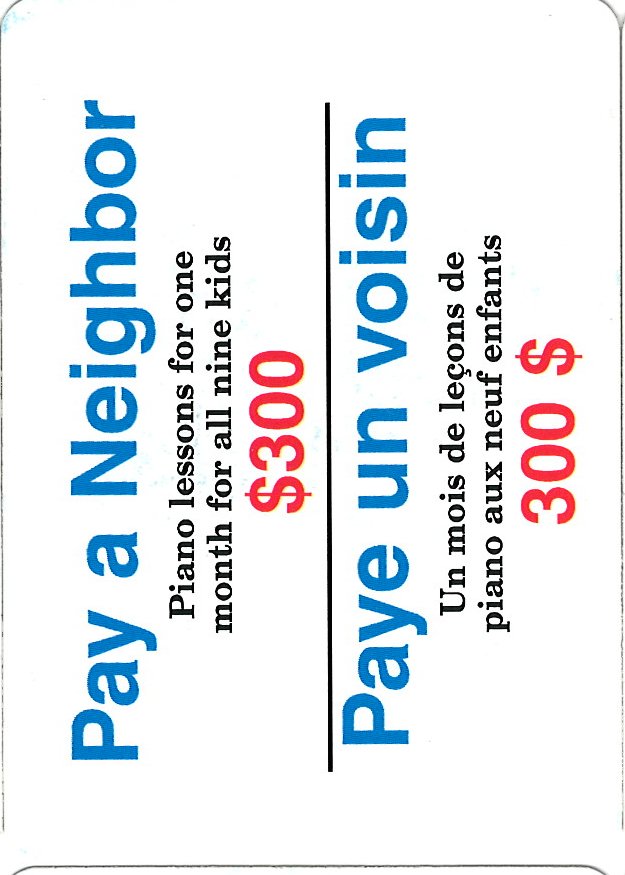 Pay a Neighbor
Piano lessons for one
month for all nine kids
$300
Paye un voisin
Un mois de leçons de
piano aux neuf enfants
300 $